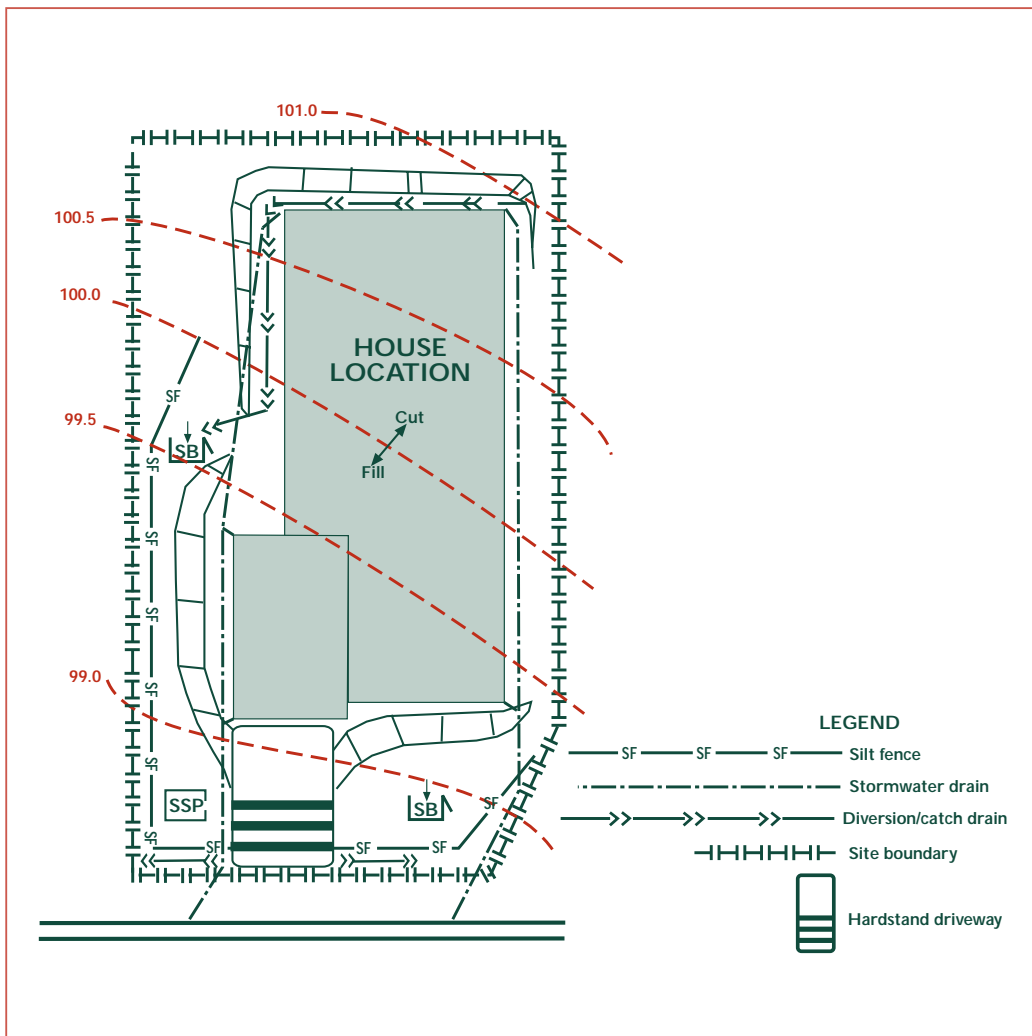 101.0
100.5
100.0
HOUSE
LOCATION
SF
Cut
99.5
SB
Fill
SF
SF
SF
SF
99.0
LEGEND
SF SF SF Silt fence
SF
Stormwater drain
SSP
SB
SF
Diversion/catch drain
SF
SF
SF
SF
Site boundary
Hardstand driveway